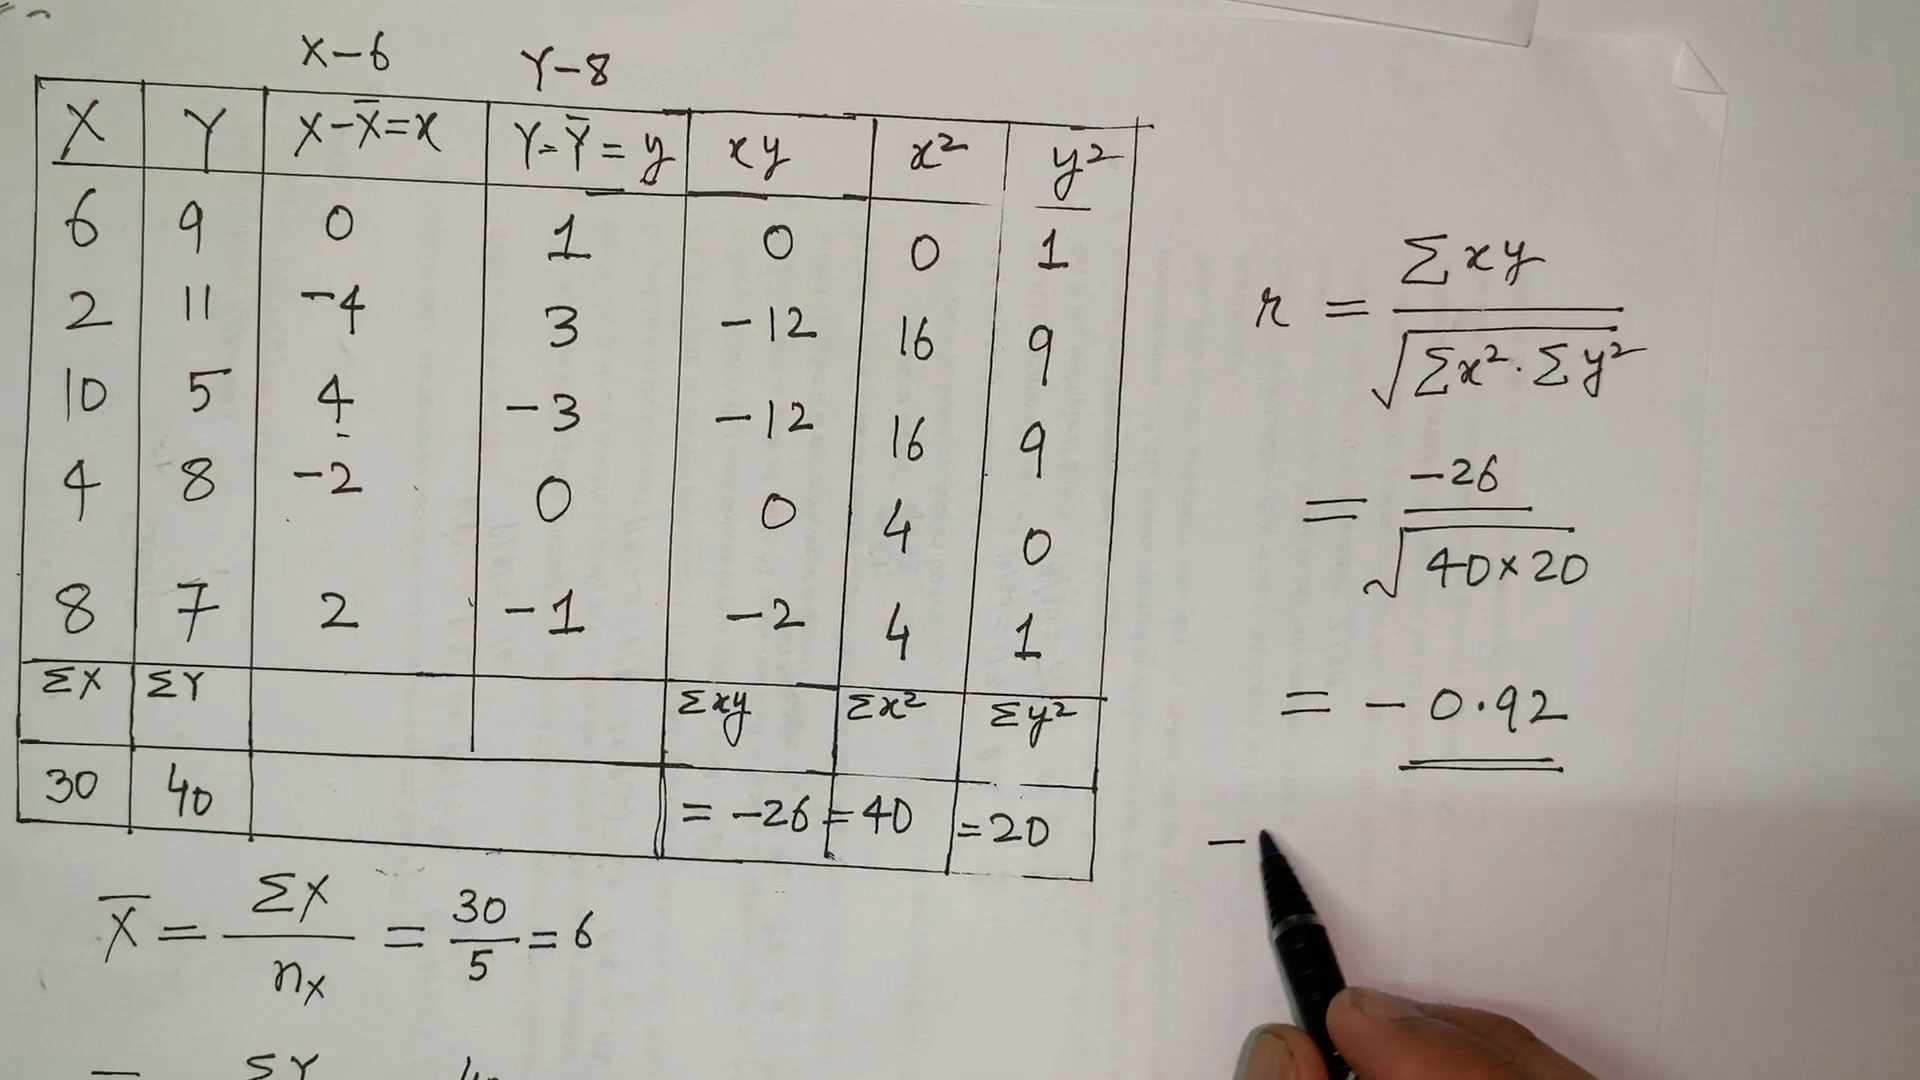 X-6 Y-8
X Y X-X̅=x Y-Y̅=y xy x² y²
6 9 0 1 0 0 1
2 11 -4 3 -12 16 9
10 5 4 -3 -12 16 9
4 8 -2 0 0 4 0
8 7 2 -1 -2 4 1
ΣX ΣY Σxy Σx² Σy²
30 40 = -26 = 40 = 20
X̅ = ΣX / nx = 30/5 = 6
ΣY
r = Σxy / √Σx²·Σy²
= -26 / √40×20
= -0.92
-